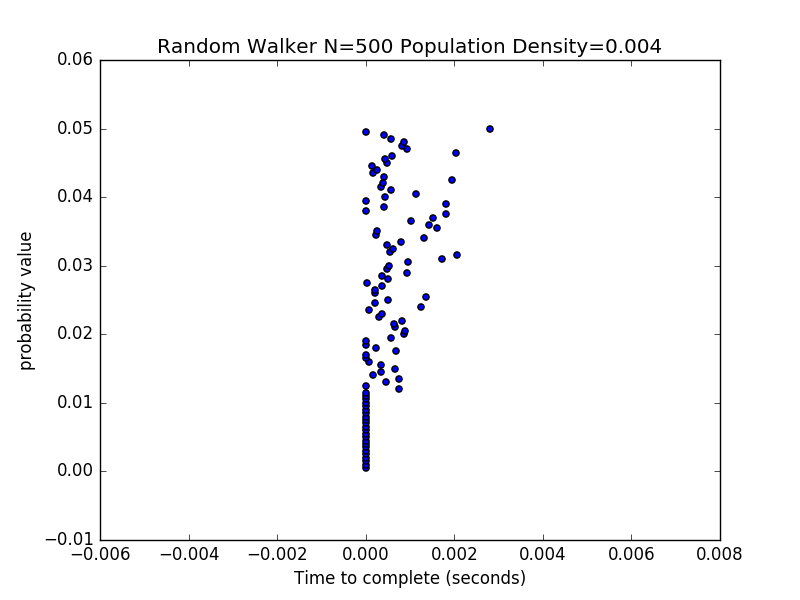 Random Walker N=500 Population Density=0.004
0.06
0.05
0.04
0.03
0.02
0.01
0.00
−0.01
probability value
−0.006 −0.004 −0.002 0.000 0.002 0.004 0.006 0.008
Time to complete (seconds)